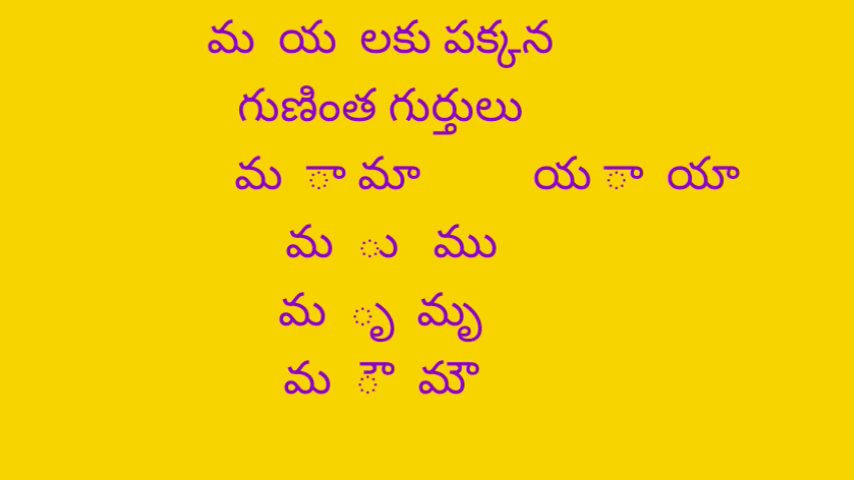 మ య లకు పక్కన
గుణింత గుర్తులు
మ ా మా య ా యా
మ ు ము
మ ృ మృ
మ ౌ మౌ